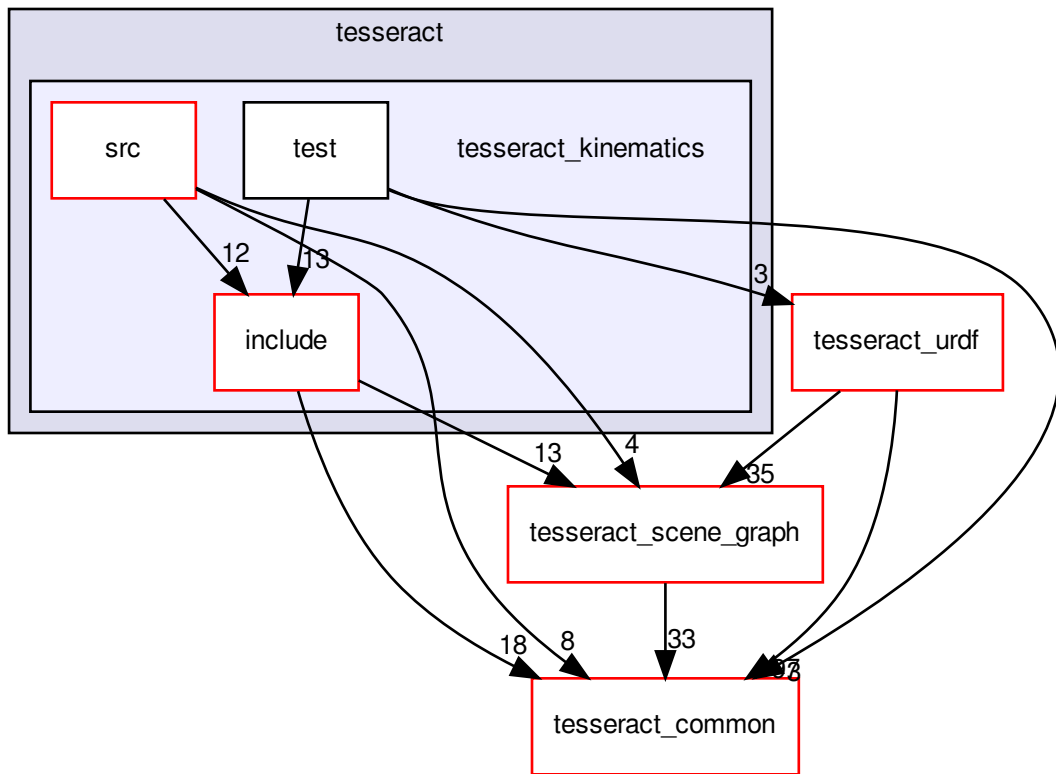 tesseract
src
test
tesseract_kinematics
12
13
3
include
tesseract_urdf
13
4
35
tesseract_scene_graph
18
8
33
tesseract_common